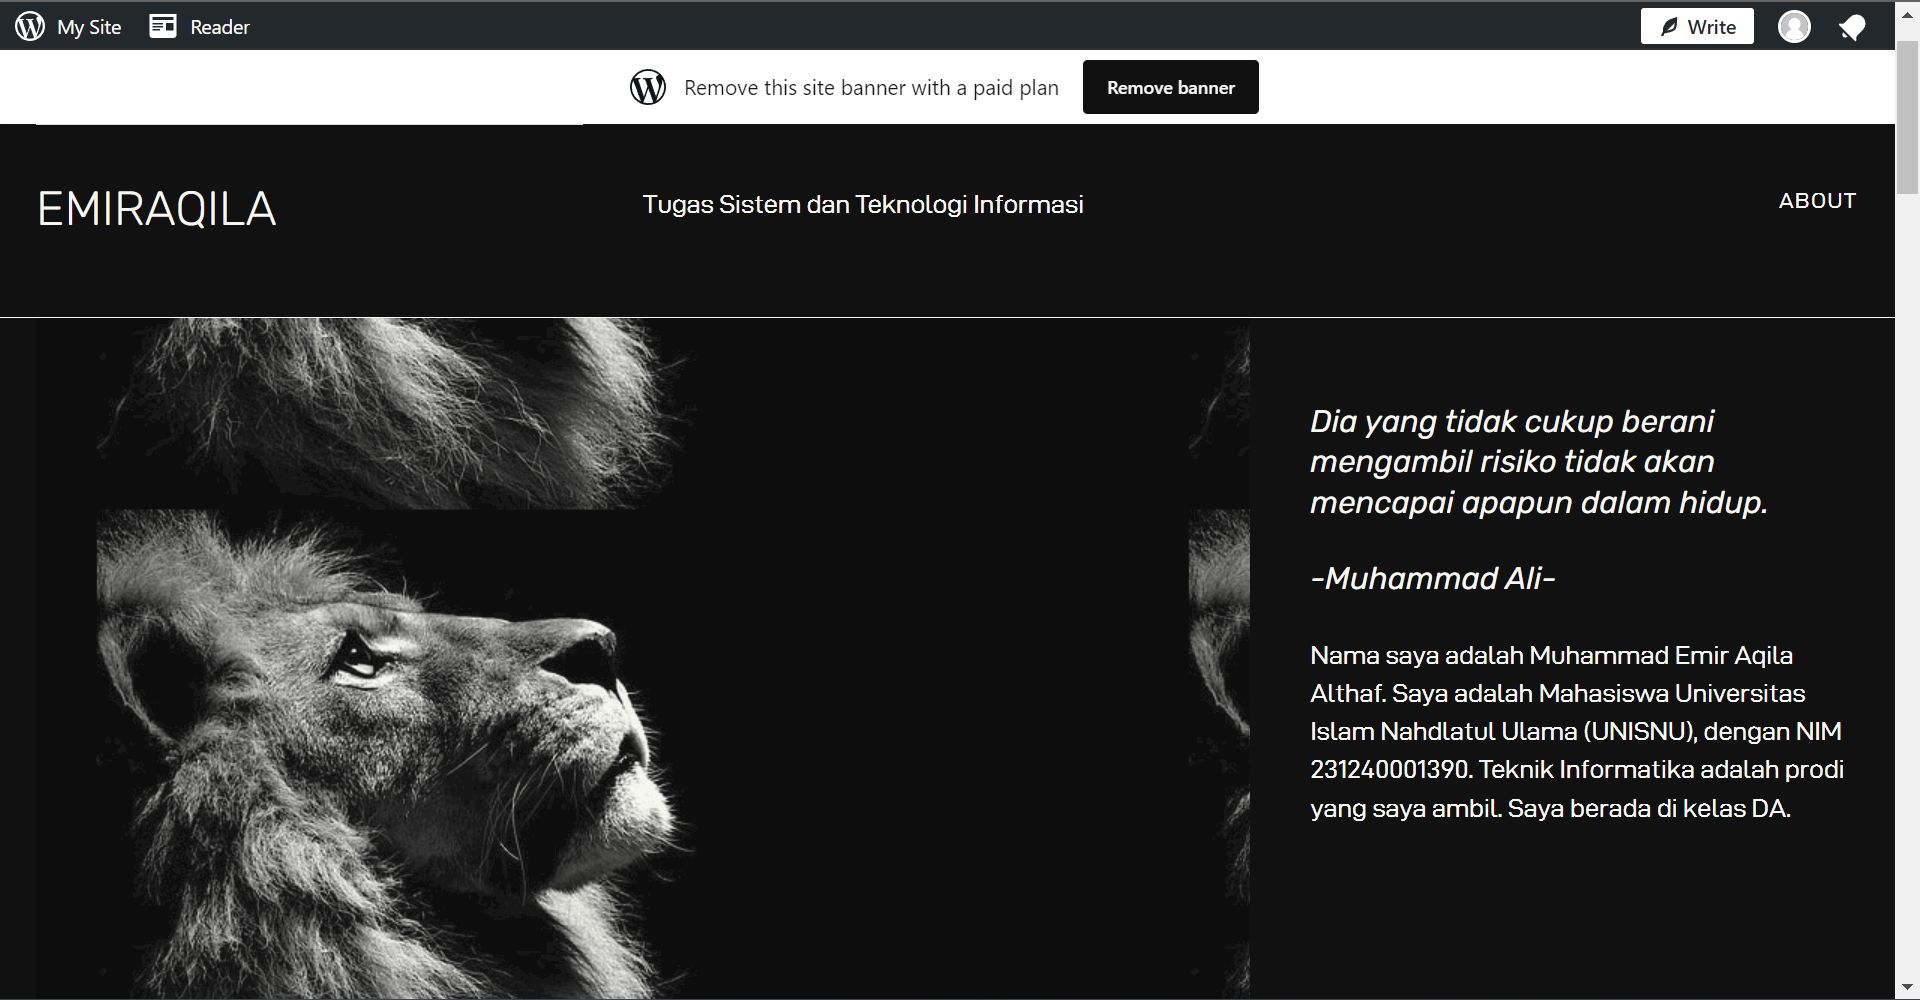 My Site
Reader
Write
Remove this site banner with a paid plan
Remove banner
EMIRAQILA
Tugas Sistem dan Teknologi Informasi
ABOUT
Dia yang tidak cukup berani
mengambil risiko tidak akan
mencapai apapun dalam hidup.
-Muhammad Ali-
Nama saya adalah Muhammad Emir Aqila
Althaf. Saya adalah Mahasiswa Universitas
Islam Nahdlatul Ulama (UNISNU), dengan NIM
231240001390. Teknik Informatika adalah prodi
yang saya ambil. Saya berada di kelas DA.